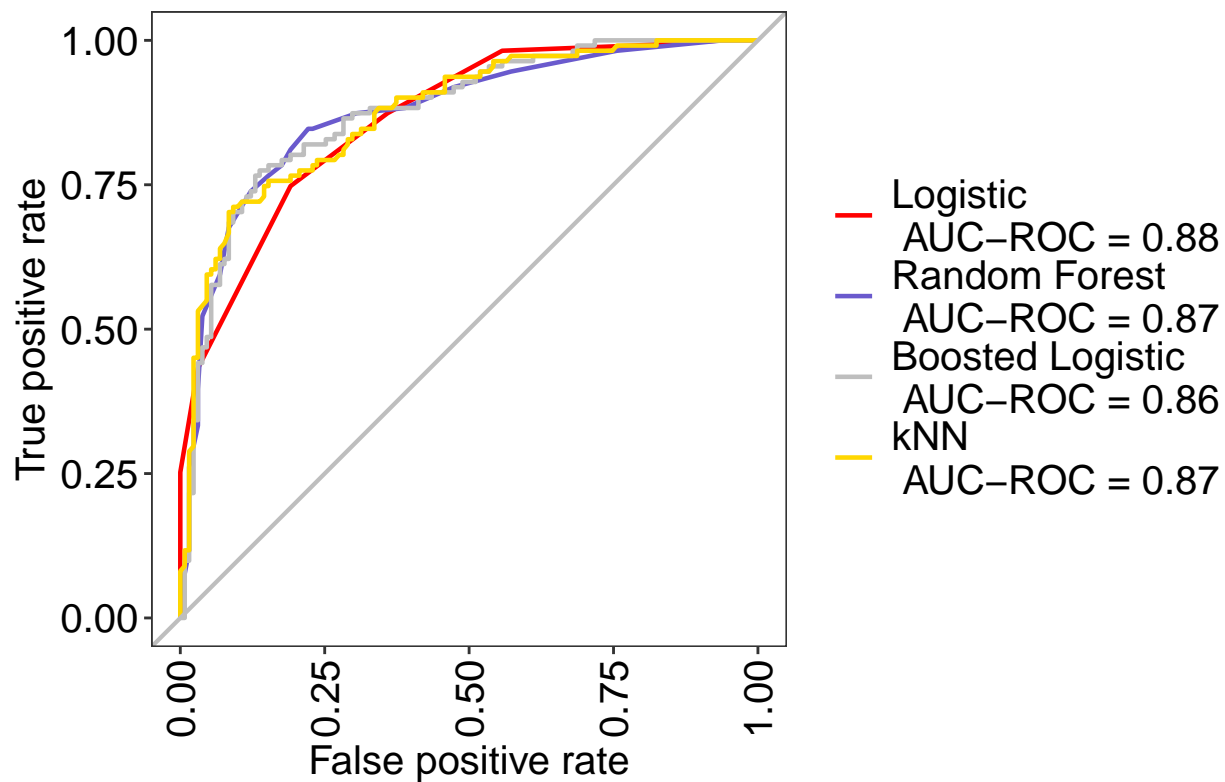 1.00
0.75
0.50
0.25
0.00
True positive rate
0.00
0.25
0.50
0.75
1.00
False positive rate
Logistic
AUC−ROC = 0.88
Random Forest
AUC−ROC = 0.87
Boosted Logistic
AUC−ROC = 0.86
kNN
AUC−ROC = 0.87